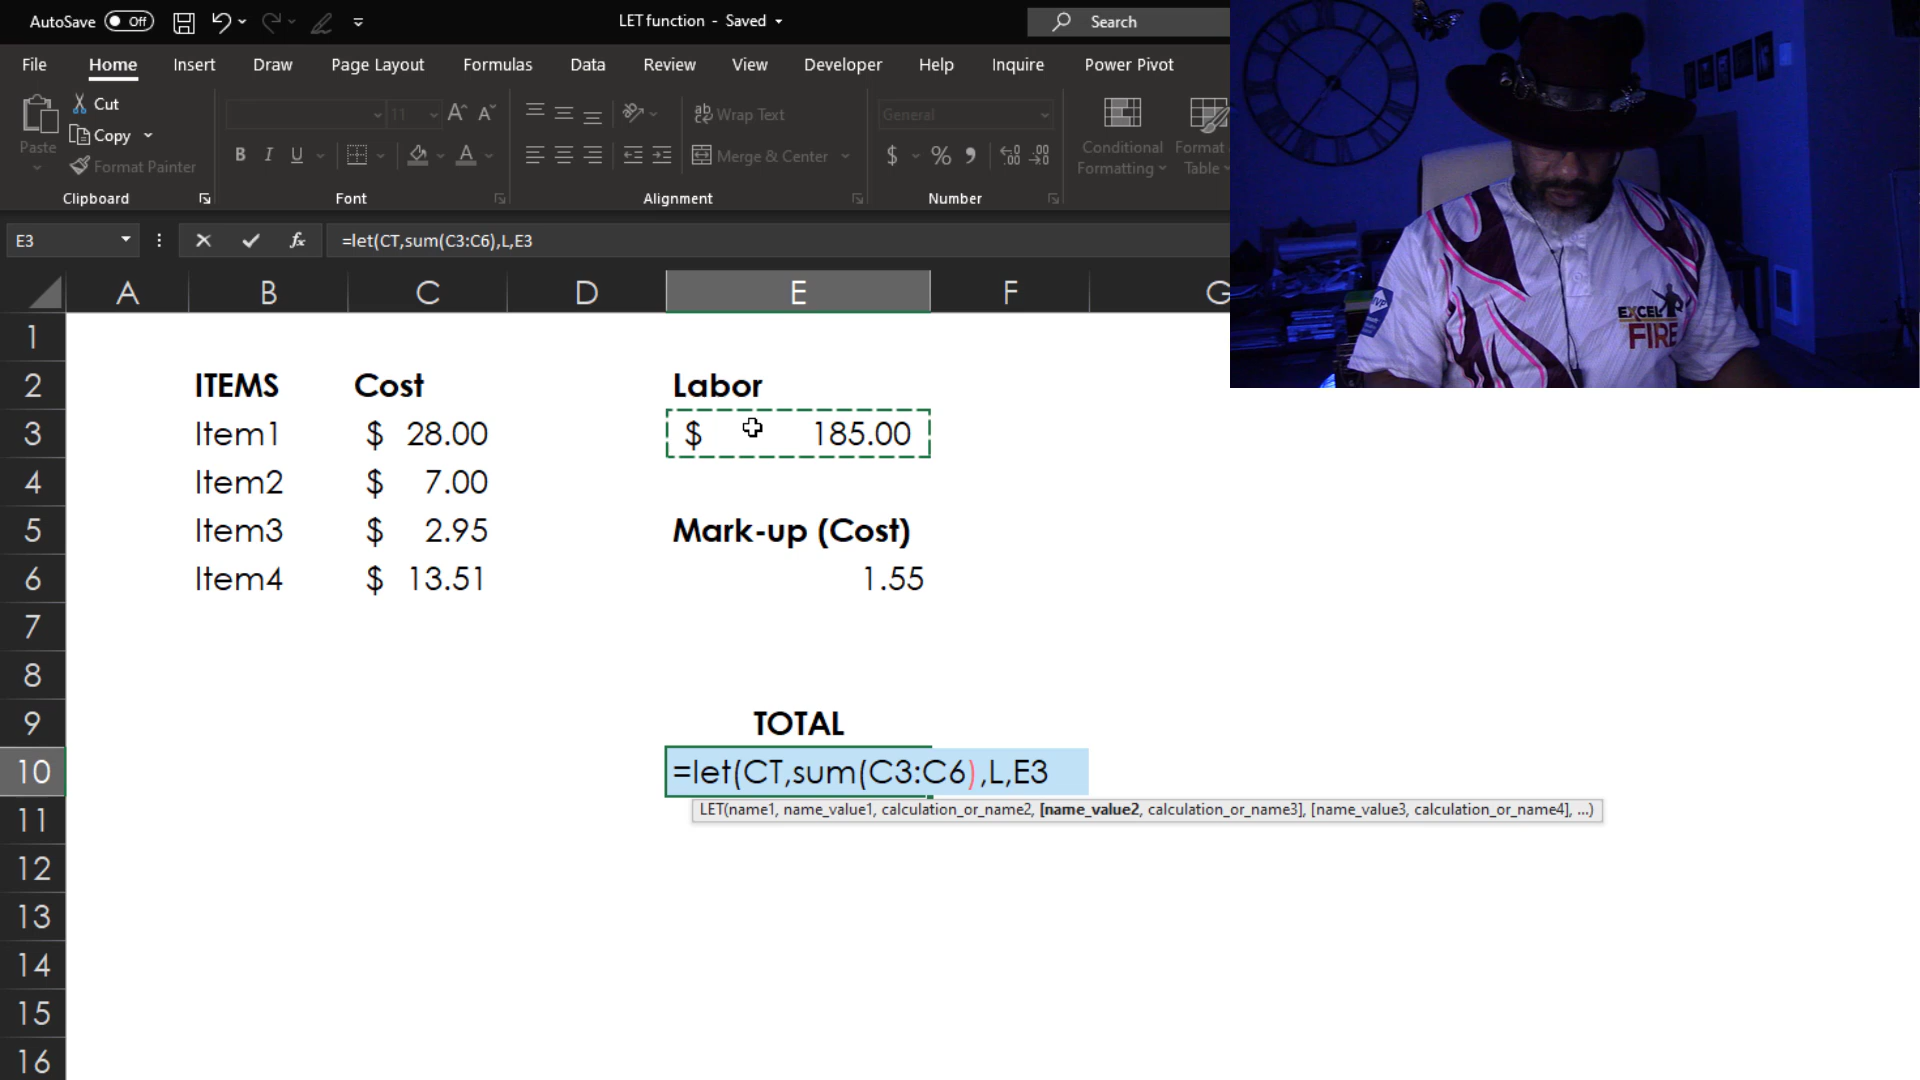 AutoSave Off LET function - Saved Search
File Home Insert Draw Page Layout Formulas Data Review View Developer Help Inquire Power Pivot
Paste Cut Copy Format Painter
11
B I U
Wrap Text
Merge & Center
General
$ % 9
Conditional Formatting
Format Table
Clipboard Font Alignment Number
E3 fx =let(CT,sum(C3:C6),L,E3
A B C D E F G
1
2 ITEMS Cost Labor
3 Item1 $ 28.00 $ 185.00
4 Item2 $ 7.00
5 Item3 $ 2.95 Mark-up (Cost)
6 Item4 $ 13.51 1.55
7
8
9 TOTAL
10 =let(CT,sum(C3:C6),L,E3
LET(name1, name_value1, calculation_or_name2, [name_value2, calculation_or_name3], [name_value3, calculation_or_name4], ...)
11
12
13
14
15
16
EXCEL
FIRE
MVP